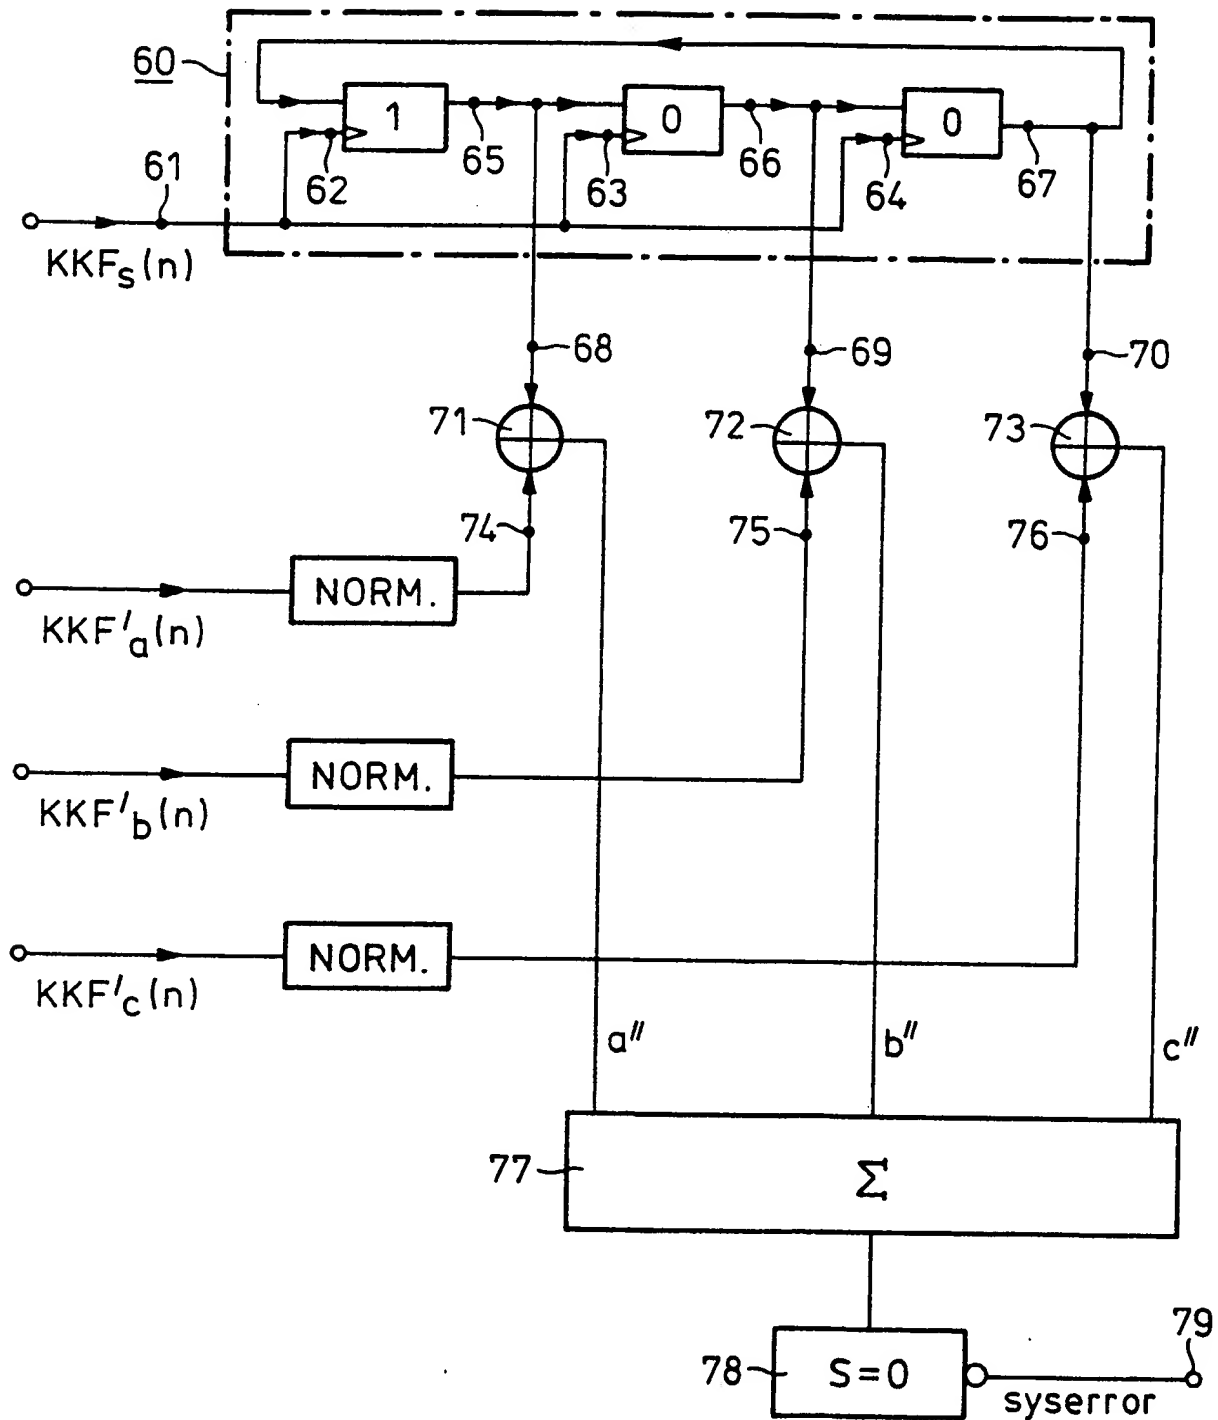 60
1
0
0
61
62
65
63
66
64
67
KKFs(n)
68
69
70
71
72
73
74
75
76
NORM.
KKF'a(n)
NORM.
KKF'b(n)
NORM.
KKF'c(n)
a"
b"
c"
77
Σ
79
78
S=0
syserror